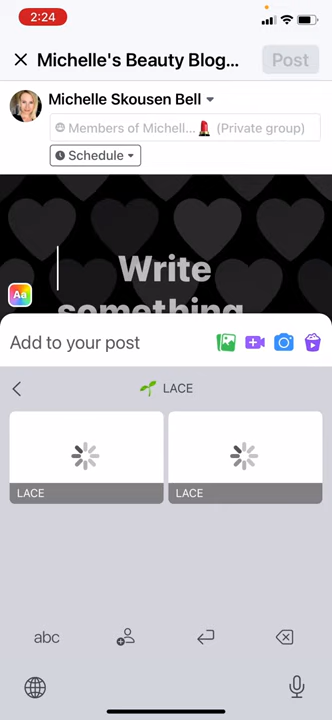 2:24
Michelle's Beauty Blog...
Post
Michelle Skousen Bell
Members of Michell...💄 (Private group)
Schedule
Write
something
Aa
Add to your post
🌱 LACE
LACE
LACE
abc